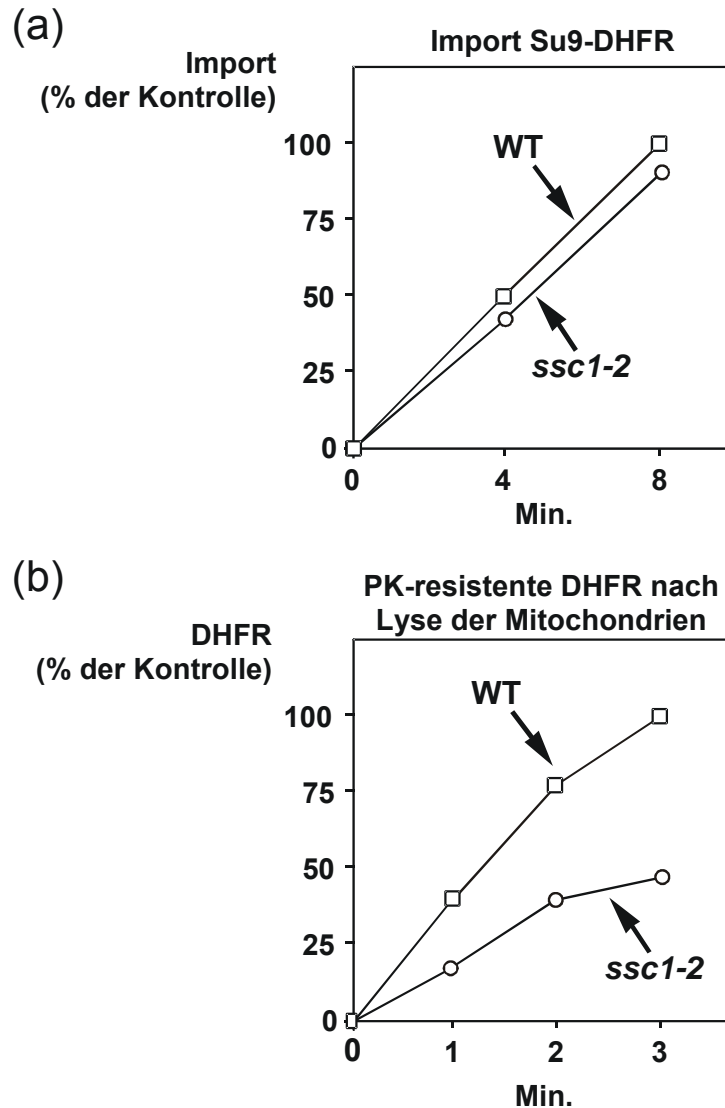 (a)
Import Su9-DHFR
Import
(% der Kontrolle)
100
WT
75
50
ssc1-2
25
0
0 4 8
Min.
(b)
PK-resistente DHFR nach
Lyse der Mitochondrien
DHFR
(% der Kontrolle)
WT
100
75
50
25
ssc1-2
0
0 1 2 3
Min.